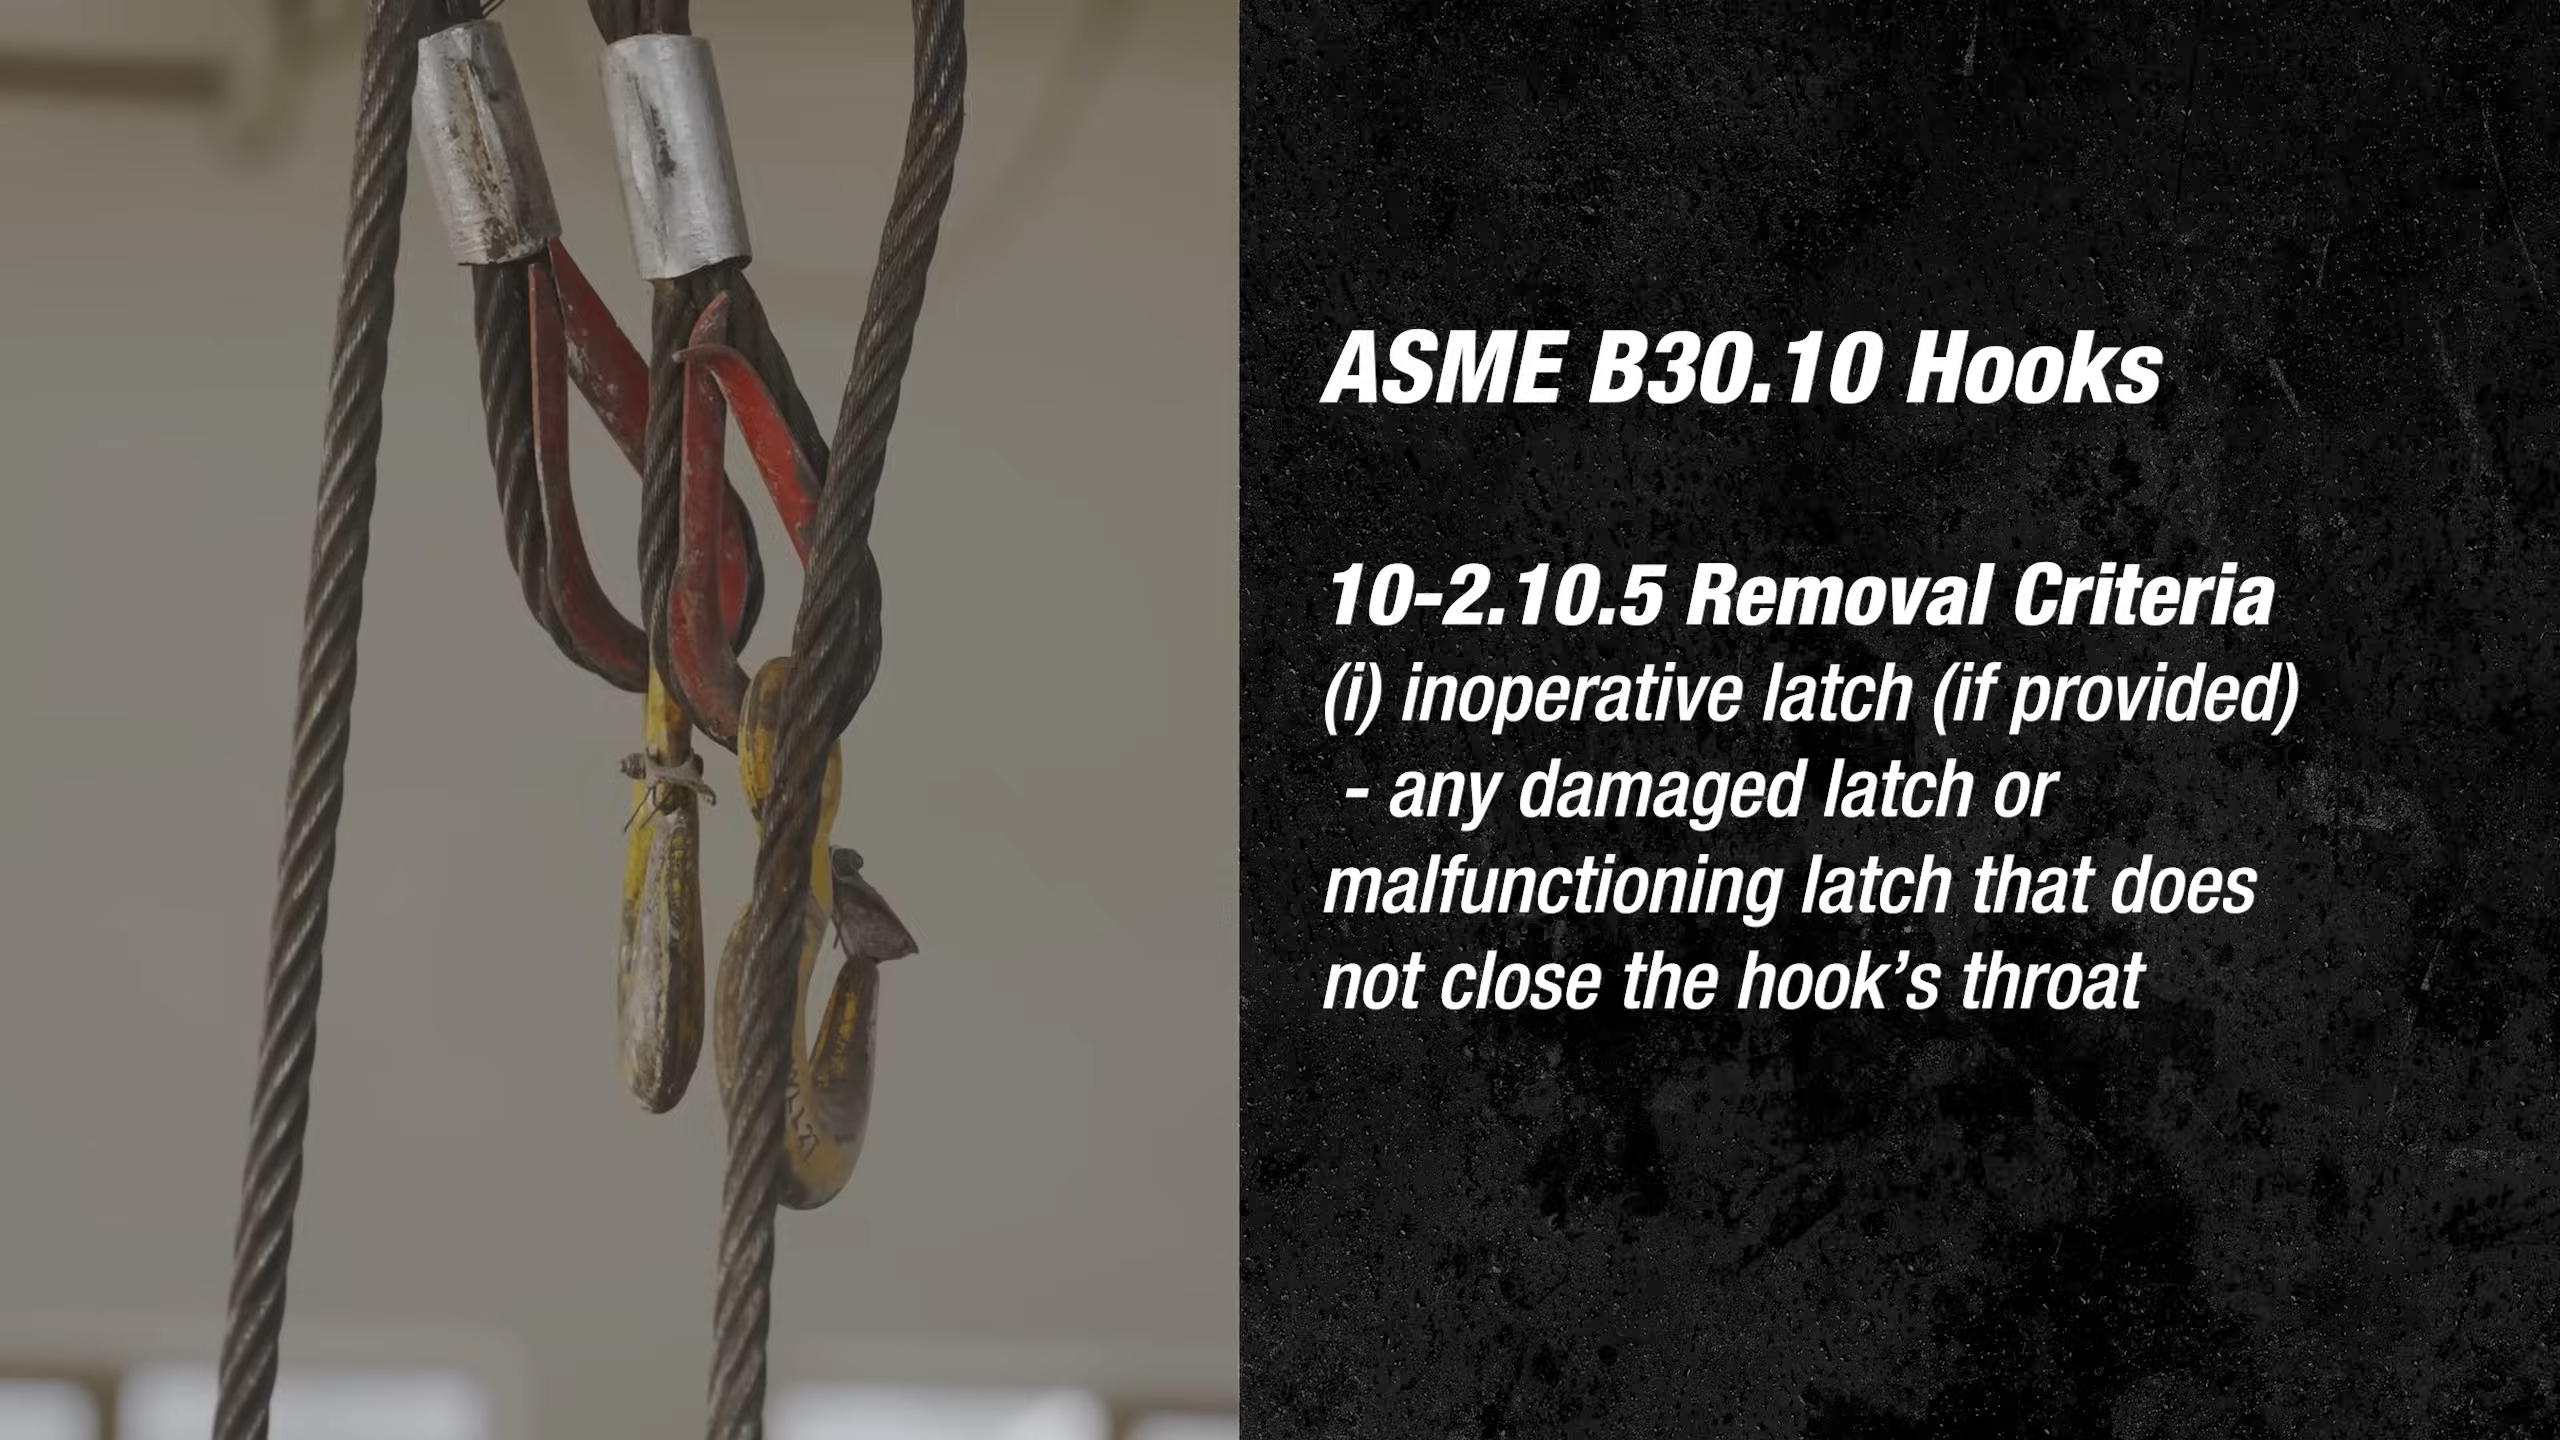 ASME B30.10 Hooks
10-2.10.5 Removal Criteria
(i) inoperative latch (if provided)
- any damaged latch or
malfunctioning latch that does
not close the hook’s throat